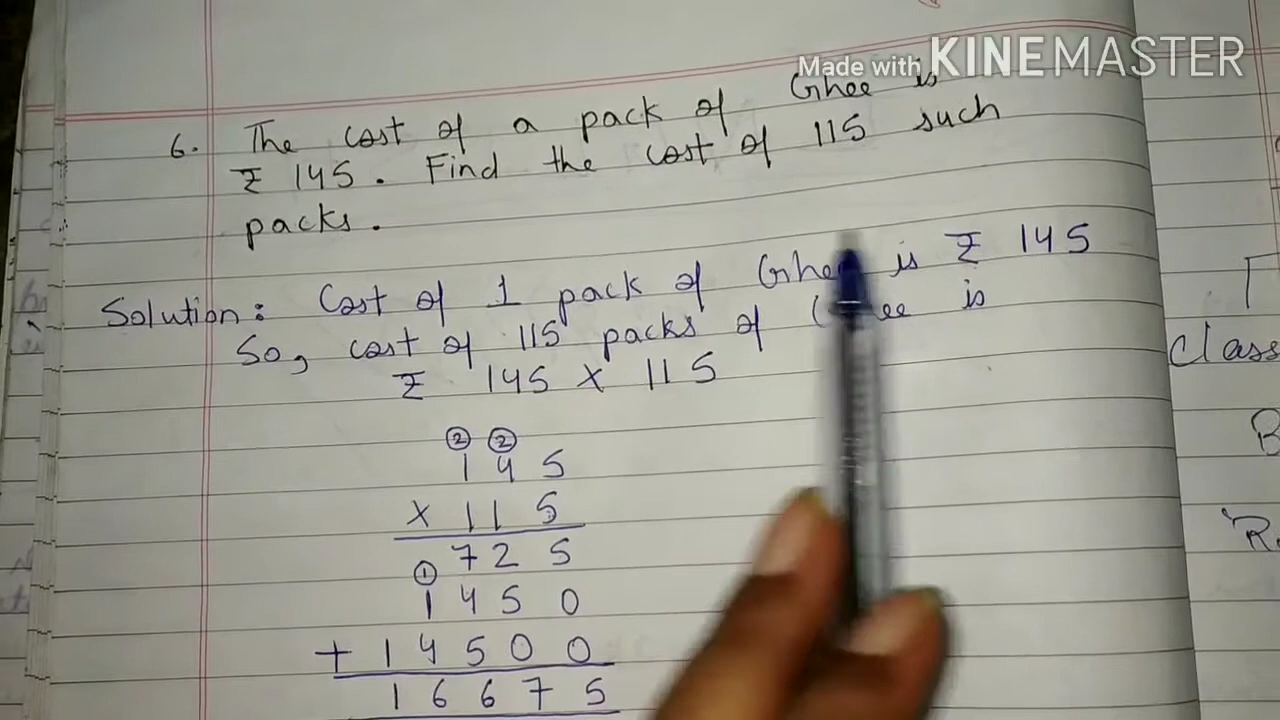 Made with KINEMASTER
6. The cost of a pack of Ghee is
₹ 145. Find the cost of 115 such
packs.
Solution: Cost of 1 pack of Ghee is ₹ 145
So, cost of 115 packs of Ghee is
₹ 145 x 115
2 2
1 4 5
x 1 1 5
7 2 5
1
1 4 5 0
+ 1 4 5 0 0
1 6 6 7 5
Class
B
R